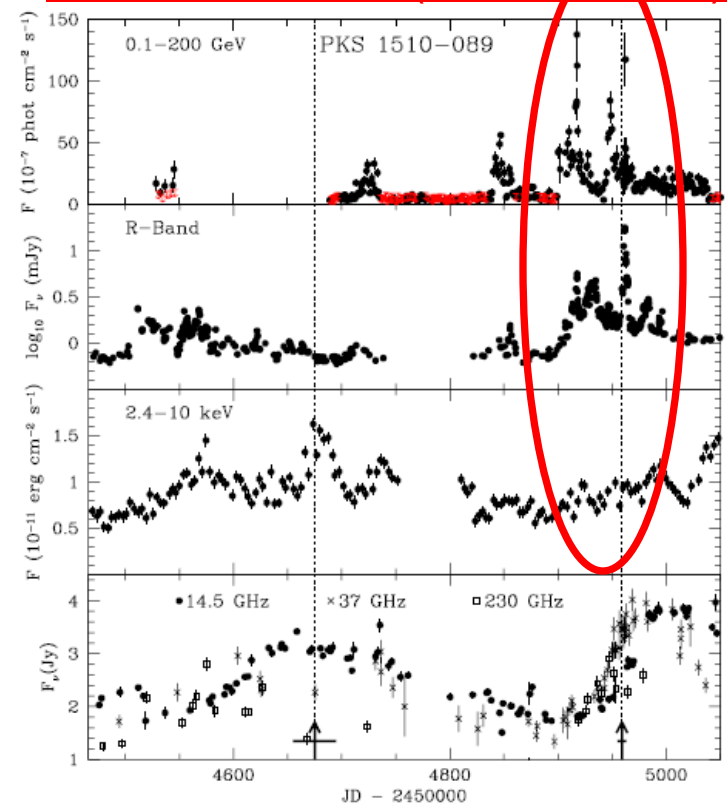 0.1−200 GeV PKS 1510−089
F (10⁻⁷ phot cm⁻² s⁻¹)
150
100
50
0
R−Band
log₁₀ Fᵥ (mJy)
1
0.5
0
2.4−10 keV
F (10⁻¹¹ erg cm⁻² s⁻¹)
1.5
1
0.5
14.5 GHz 37 GHz 230 GHz
Fᵥ(Jy)
4
3
2
1
4600 4800 5000
JD − 2450000